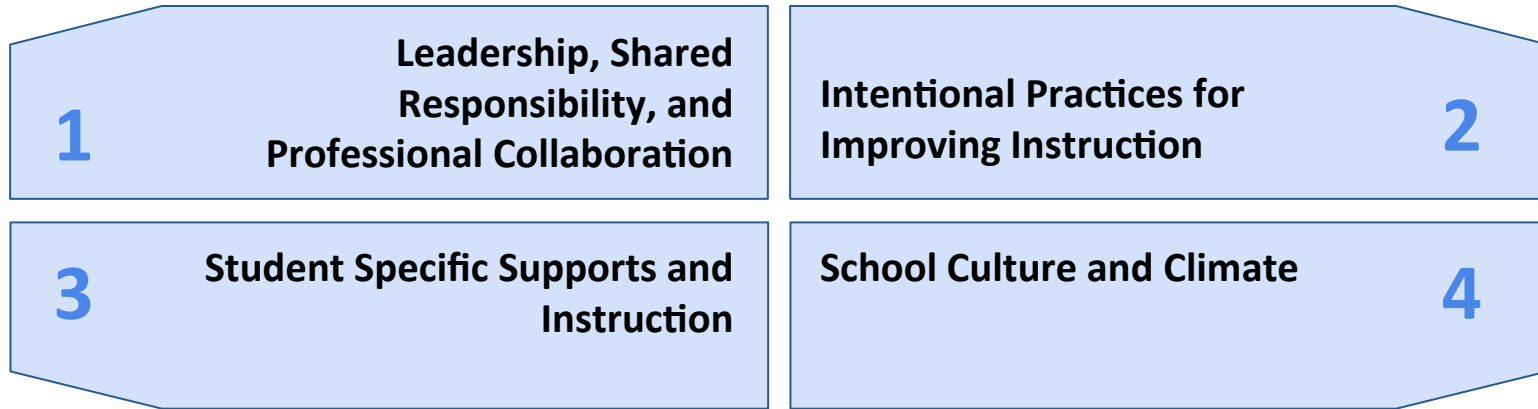 1
Leadership, Shared
Responsibility, and
Professional Collaboration
Intentional Practices for
Improving Instruction
2
3
Student Specific Supports and
Instruction
School Culture and Climate
4